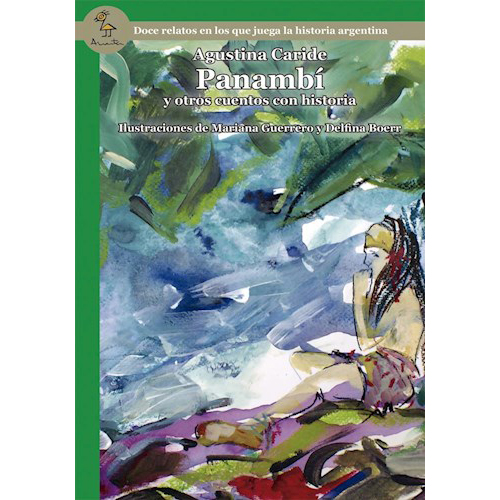 Doce relatos en los que juega la historia argentina
Agustina Caride
Panambí
y otros cuentos con historia
Ilustraciones de Mariana Guerrero y Delfina Boerr